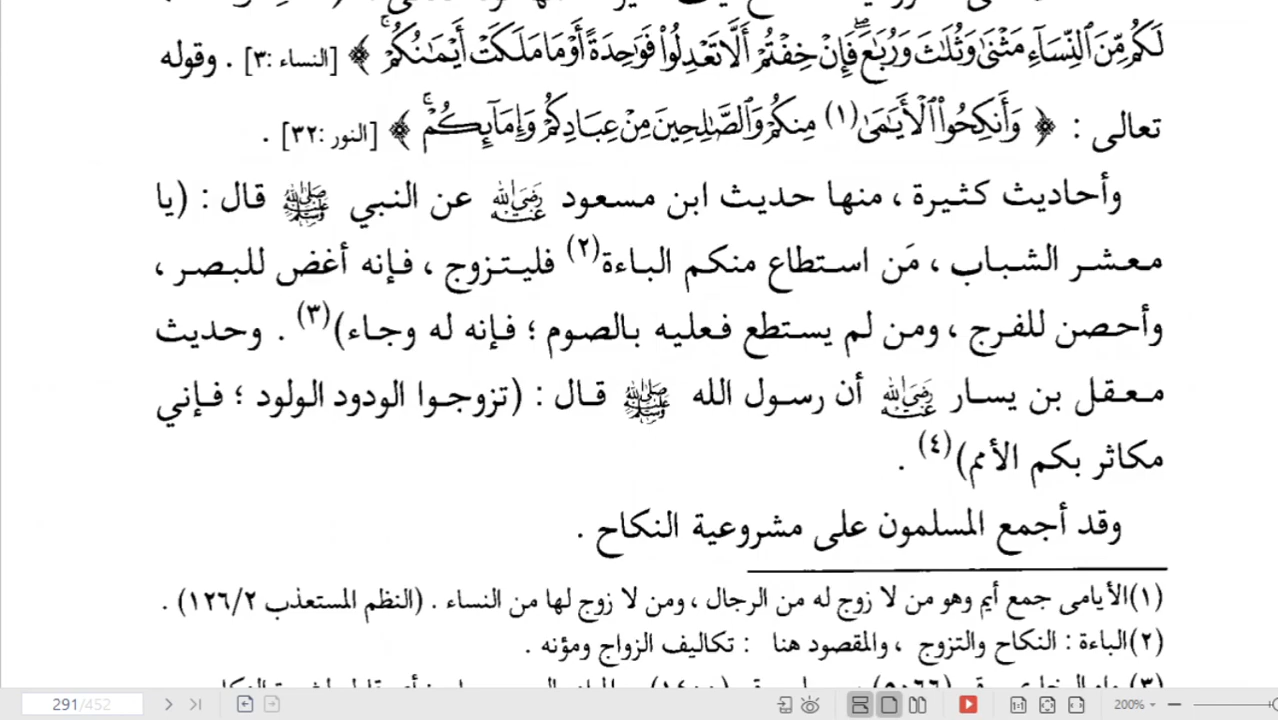 لَكُم مِّنَ ٱلنِّسَآءِ مَثْنَىٰ وَثُلَٰثَ وَرُبَٰعَ ۖ فَإِنْ خِفْتُمْ أَلَّا تَعْدِلُوا۟ فَوَٰحِدَةً أَوْ مَا مَلَكَتْ أَيْمَٰنُكُمْ ۚ ﴾ [النساء :٣] . وقوله
تعالى : ﴿ وَأَنكِحُوا۟ ٱلْأَيَٰمَىٰ (١) مِنكُمْ وَٱلصَّٰلِحِينَ مِنْ عِبَادِكُمْ وَإِمَآئِكُمْ ۚ ﴾ [النور :٣٢] .
وأحاديث كثيرة ، منها حديث ابن مسعود رَضِيَ الله عَنْهُ عن النبي ﷺ قال : (يا
معشر الشباب ، مَن استطاع منكم الباءة(٢) فليتزوج ، فإنه أغض للبصر ،
وأحصن للفرج ، ومن لم يستطع فعليه بالصوم ؛ فإنه له وجاء)(٣) . وحديث
معقل بن يسار رَضِيَ الله عَنْهُ أن رسول الله ﷺ قال : (تزوجوا الودود الولود ؛ فإني
مكاثر بكم الأمم)(٤) .
وقد أجمع المسلمون على مشروعية النكاح .
(١)الأيامى جمع أيم وهو من لا زوج له من الرجال ، ومن لا زوج لها من النساء . (النظم المستعذب ١٢٦/٢) .
(٢)الباءة : النكاح والتزوج ، والمقصود هنا : تكاليف الزواج ومؤنه .
291/452
200%